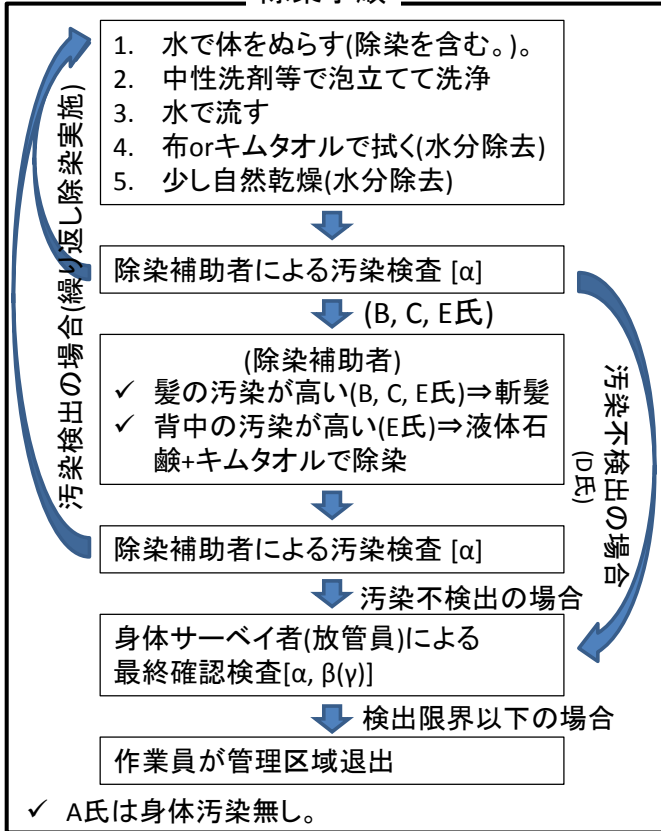 1. 水で体をぬらす(除染を含む。)。
2. 中性洗剤等で泡立てて洗浄
3. 水で流す
4. 布orキムタオルで拭く(水分除去)
5. 少し自然乾燥(水分除去)
除染補助者による汚染検査 [α]
(B, C, E氏)
(除染補助者)
✓ 髪の汚染が高い(B, C, E氏)⇒斬髪
✓ 背中の汚染が高い(E氏)⇒液体石
鹸+キムタオルで除染
除染補助者による汚染検査 [α]
汚染不検出の場合
身体サーベイ者(放管員)による
最終確認検査[α, β(γ)]
検出限界以下の場合
作業員が管理区域退出
✓ A氏は身体汚染無し。
汚染検出の場合(繰り返し除染実施)
汚染不検出の場合
(D氏)